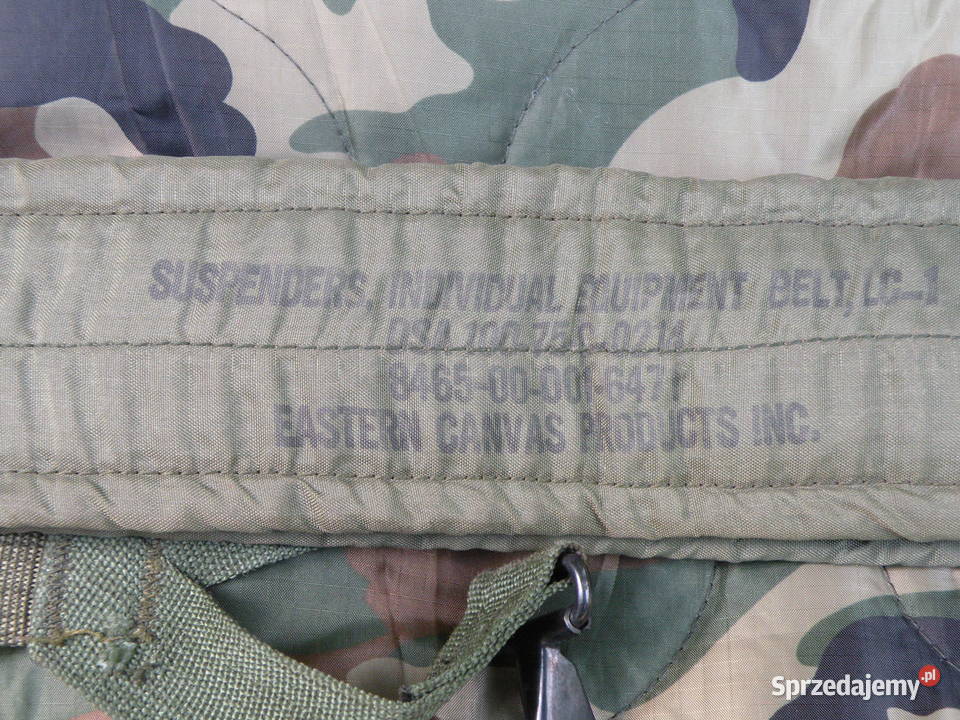 SUSPENDERS, INDIVIDUAL EQUIPMENT BELT, LC-1
DSA 100-75C-0214
8465-00-001-6471
EASTERN CANVAS PRODUCTS INC.
Sprzedajemy.pl